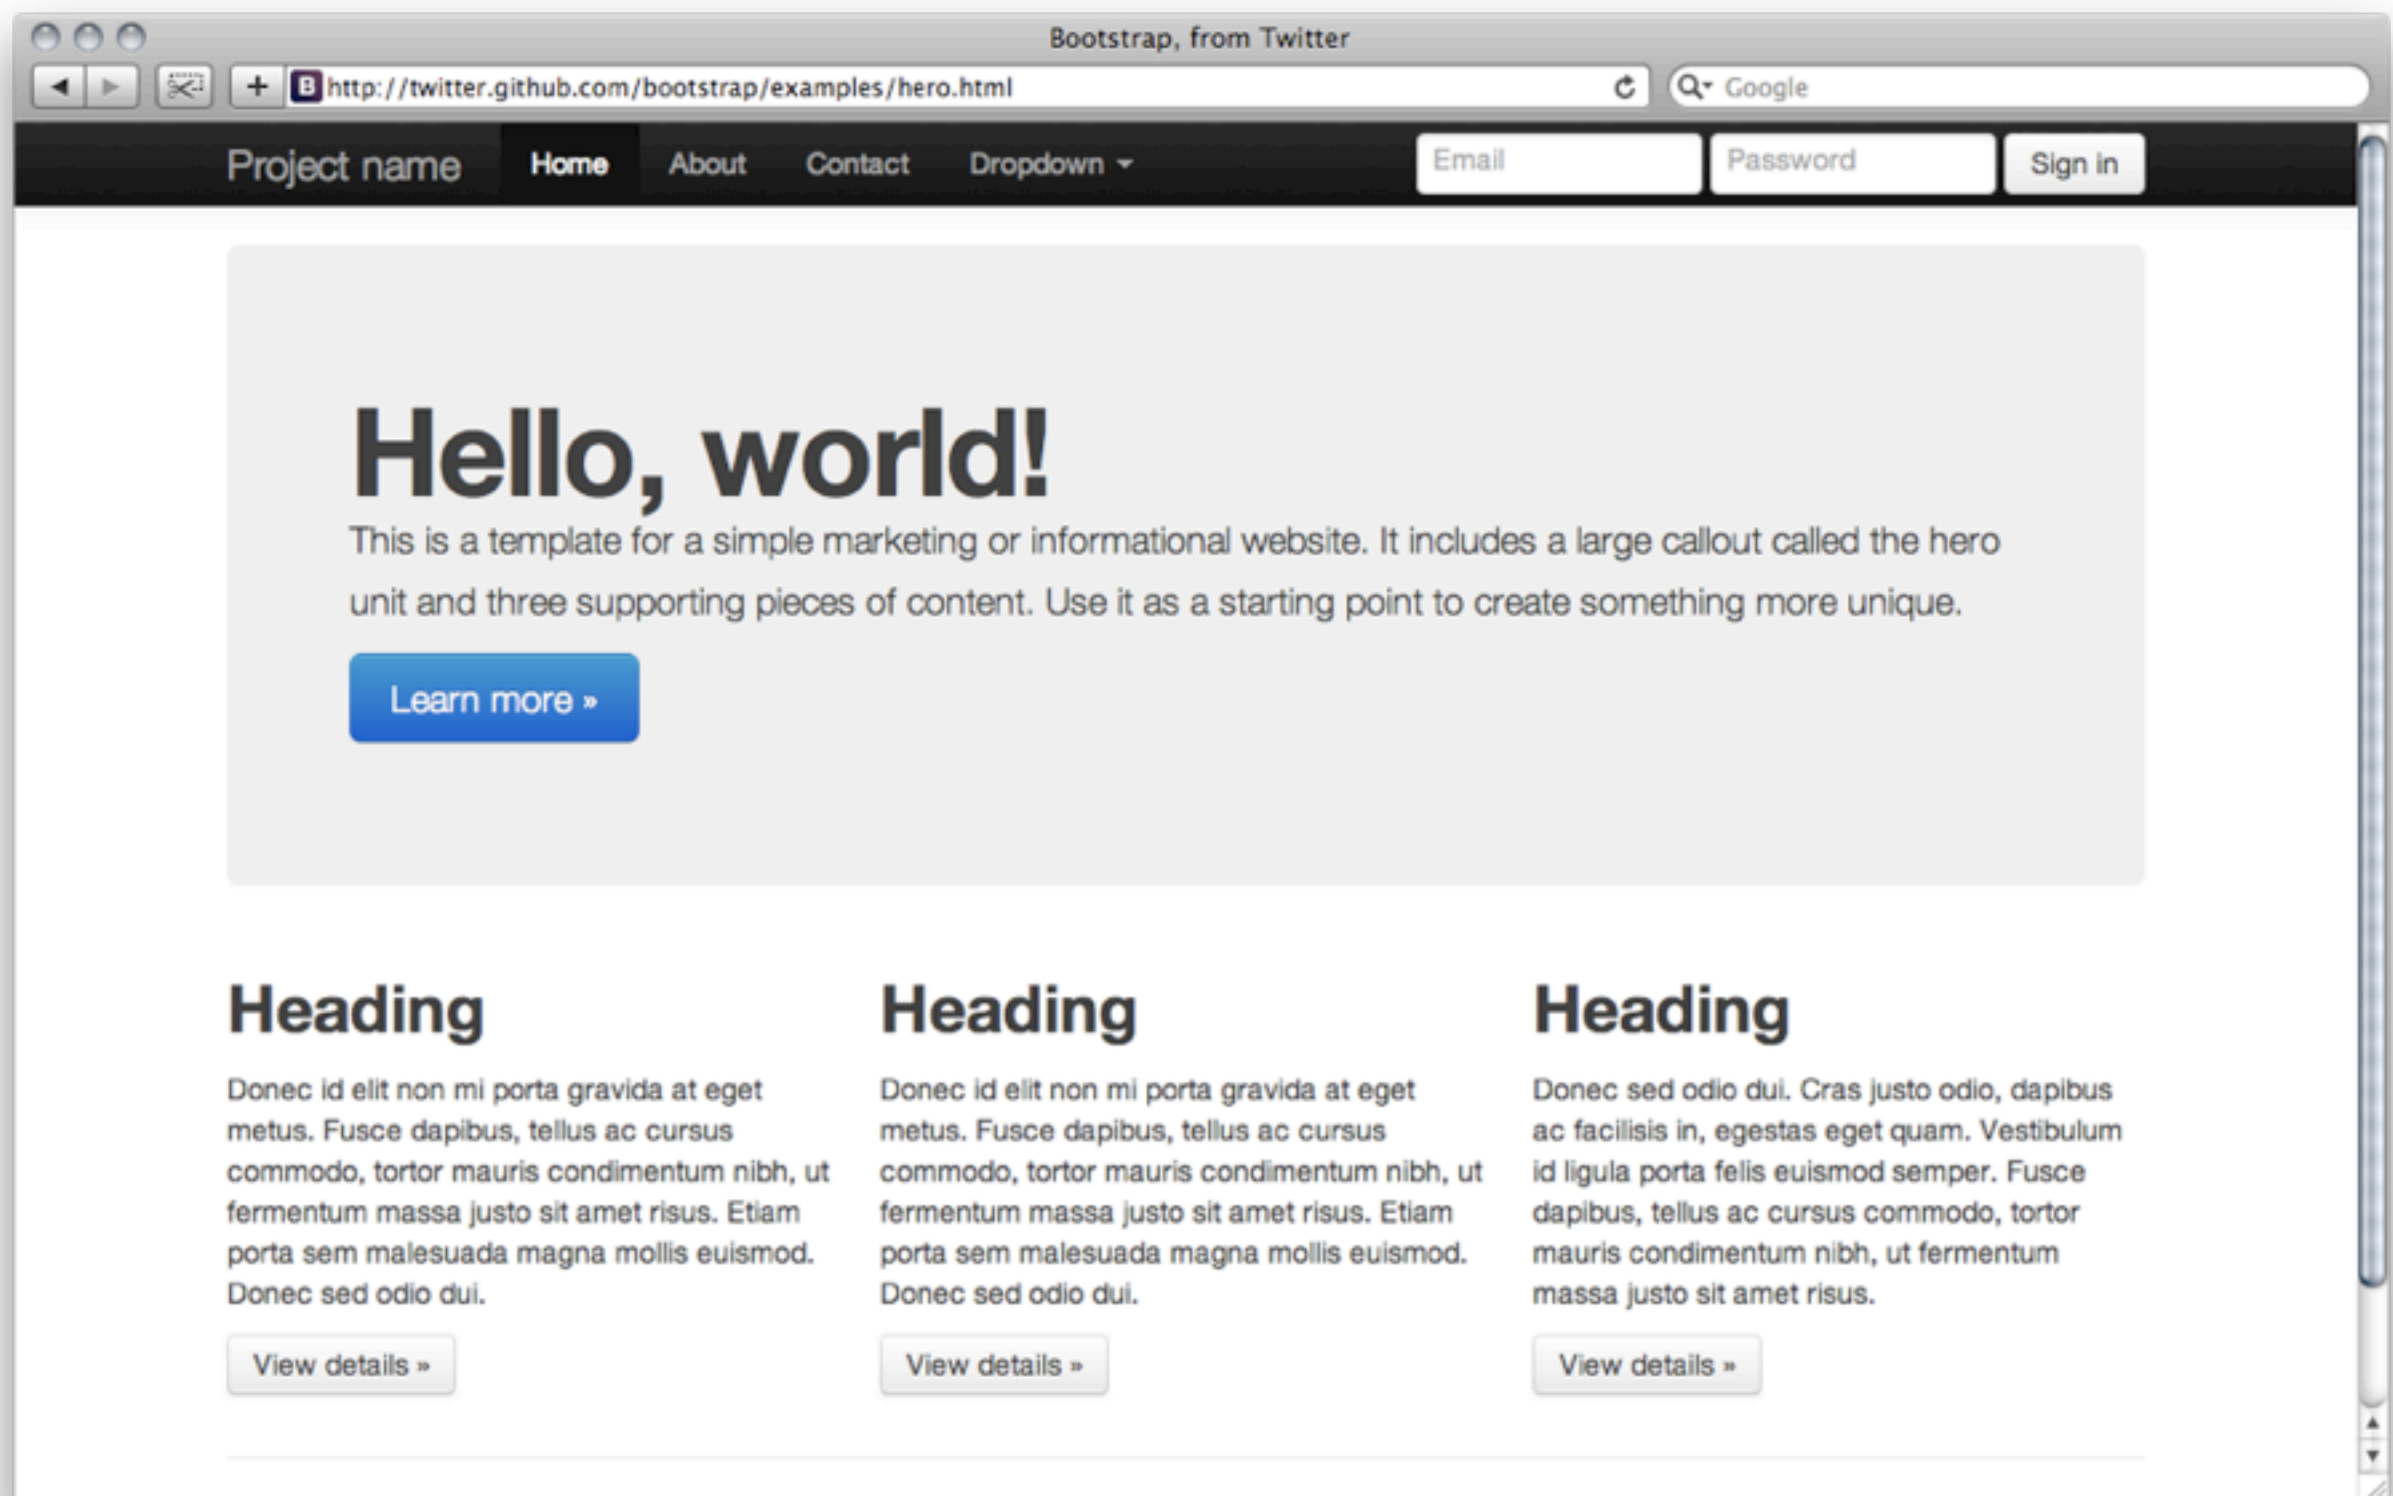 Bootstrap, from Twitter
http://twitter.github.com/bootstrap/examples/hero.html
Google
Project name Home About Contact Dropdown Email Password Sign in
Hello, world!
This is a template for a simple marketing or informational website. It includes a large callout called the hero
unit and three supporting pieces of content. Use it as a starting point to create something more unique.
Learn more »
Heading
Donec id elit non mi porta gravida at eget
metus. Fusce dapibus, tellus ac cursus
commodo, tortor mauris condimentum nibh, ut
fermentum massa justo sit amet risus. Etiam
porta sem malesuada magna mollis euismod.
Donec sed odio dui.
View details »
Heading
Donec id elit non mi porta gravida at eget
metus. Fusce dapibus, tellus ac cursus
commodo, tortor mauris condimentum nibh, ut
fermentum massa justo sit amet risus. Etiam
porta sem malesuada magna mollis euismod.
Donec sed odio dui.
View details »
Heading
Donec sed odio dui. Cras justo odio, dapibus
ac facilisis in, egestas eget quam. Vestibulum
id ligula porta felis euismod semper. Fusce
dapibus, tellus ac cursus commodo, tortor
mauris condimentum nibh, ut fermentum
massa justo sit amet risus.
View details »